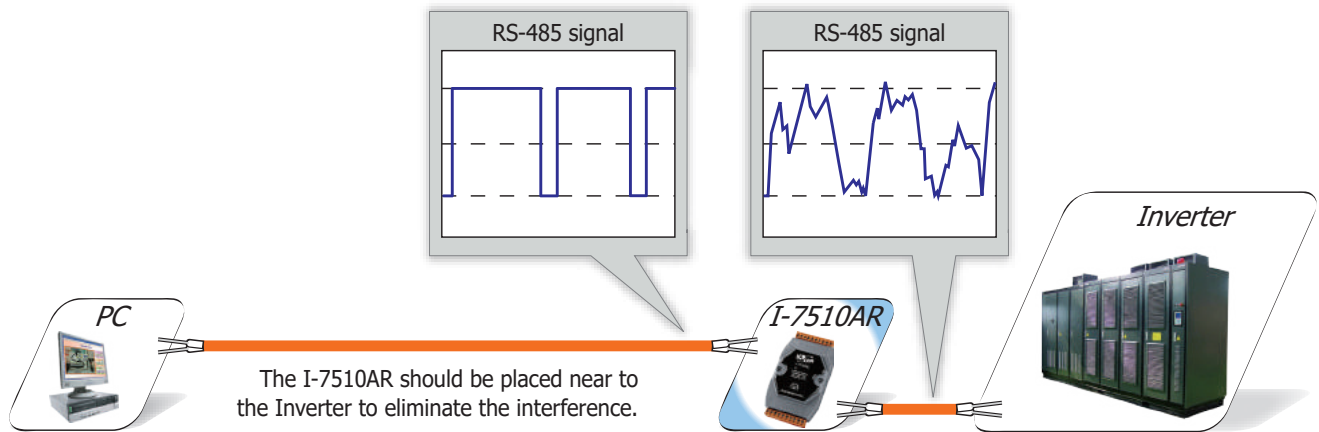 RS-485 signal
RS-485 signal
Inverter
PC
I-7510AR
The I-7510AR should be placed near to
the Inverter to eliminate the interference.